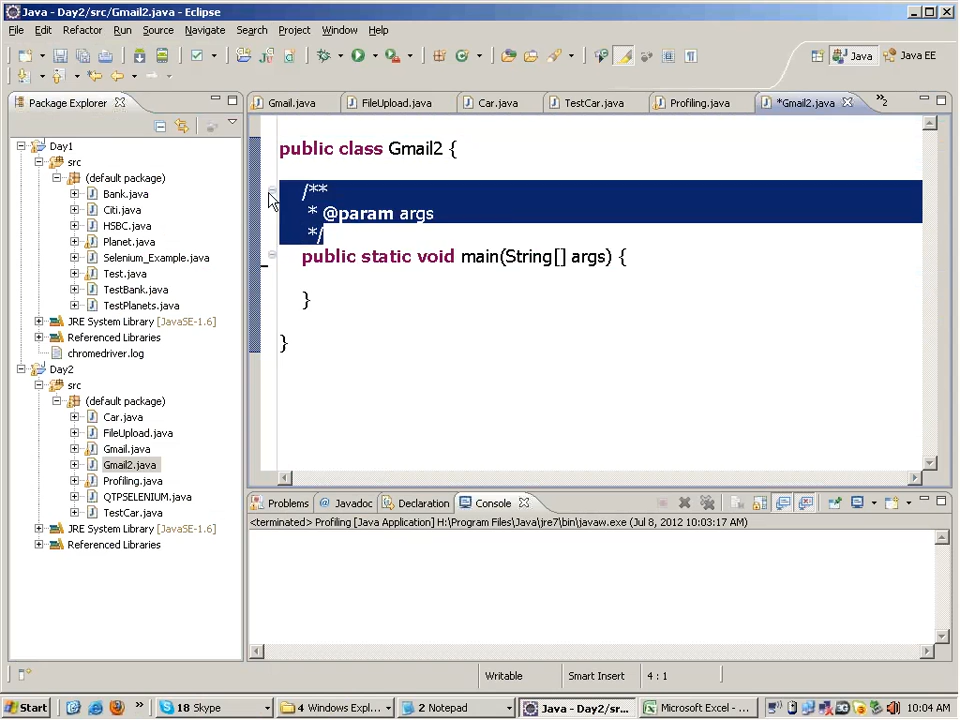 Java - Day2/src/Gmail2.java - Eclipse
File Edit Refactor Run Source Navigate Search Project Window Help
Java Java EE
Package Explorer
Gmail.java FileUpload.java Car.java TestCar.java Profiling.java *Gmail2.java »2
Day1
src
(default package)
Bank.java
Citi.java
HSBC.java
Planet.java
Selenium_Example.java
Test.java
TestBank.java
TestPlanets.java
JRE System Library [JavaSE-1.6]
Referenced Libraries
chromedriver.log
Day2
src
(default package)
Car.java
FileUpload.java
Gmail.java
Gmail2.java
Profiling.java
QTPSELENIUM.java
TestCar.java
JRE System Library [JavaSE-1.6]
Referenced Libraries
public class Gmail2 {
/**
* @param args
*/
public static void main(String[] args) {
}
}
Problems @ Javadoc Declaration Console
<terminated> Profiling [Java Application] H:\Program Files\Java\jre7\bin\javaw.exe (Jul 8, 2012 10:03:17 AM)
Writable Smart Insert 4 : 1
Start » 18 Skype 4 Windows Expl... 2 Notepad Java - Day2/sr... Microsoft Excel - ... 10:04 AM